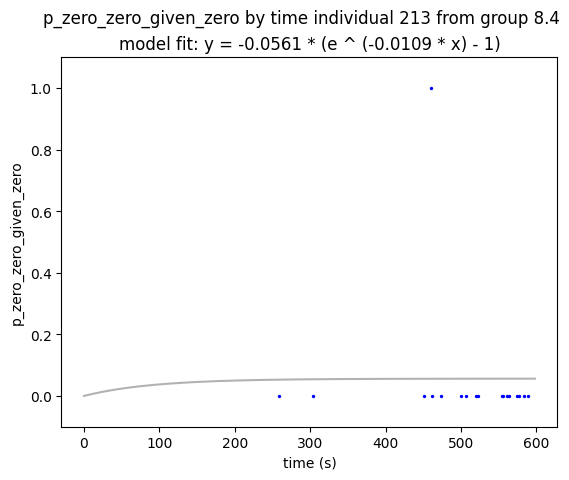 p_zero_zero_given_zero by time individual 213 from group 8.4
model fit: y = -0.0561 * (e ^ (-0.0109 * x) - 1)
1.0
0.8
0.6
0.4
0.2
0.0
p_zero_zero_given_zero
0 100 200 300 400 500 600
time (s)